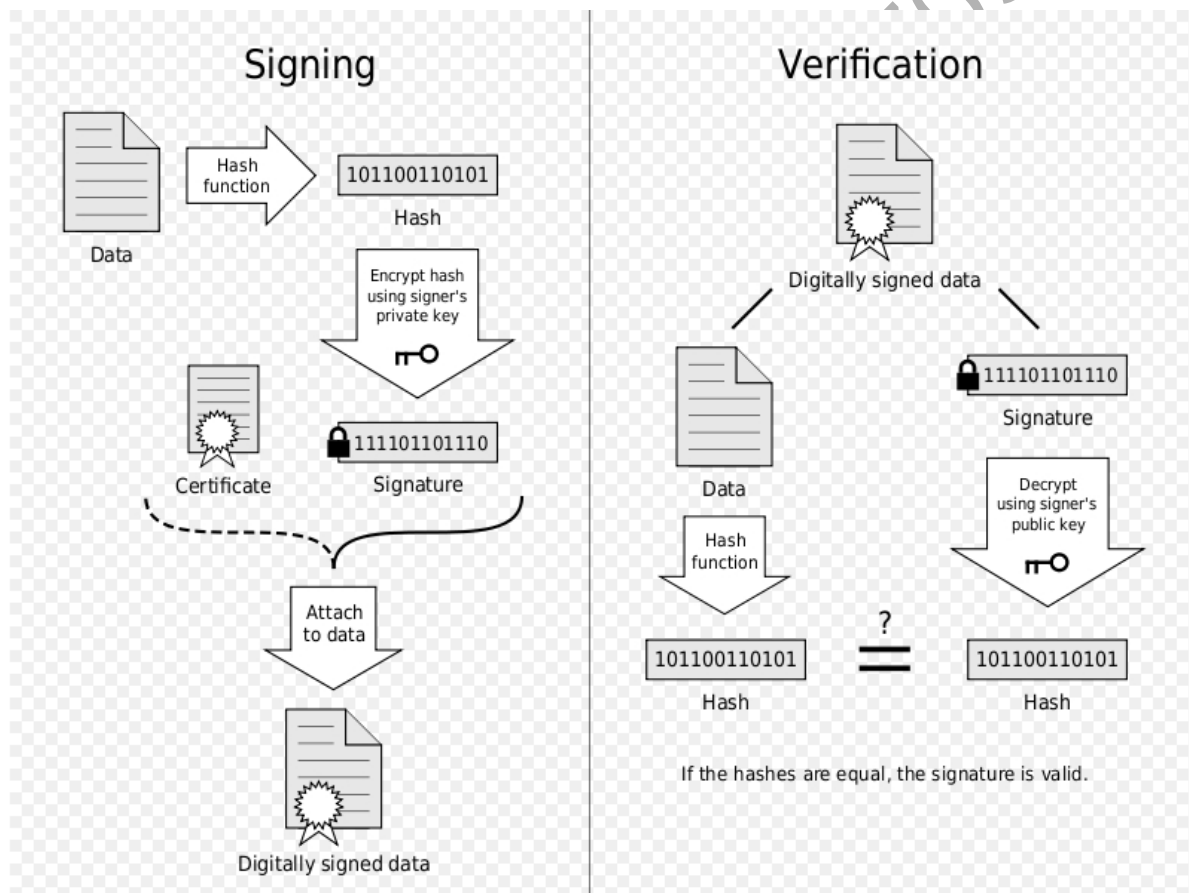 Signing
Hash
function
101100110101
Hash
Data
Encrypt hash
using signer's
private key
111101101110
Certificate
Signature
Attach
to data
Digitally signed data
Verification
Digitally signed data
111101101110
Signature
Data
Decrypt
using signer's
public key
Hash
function
?
101100110101
101100110101
Hash
Hash
If the hashes are equal, the signature is valid.